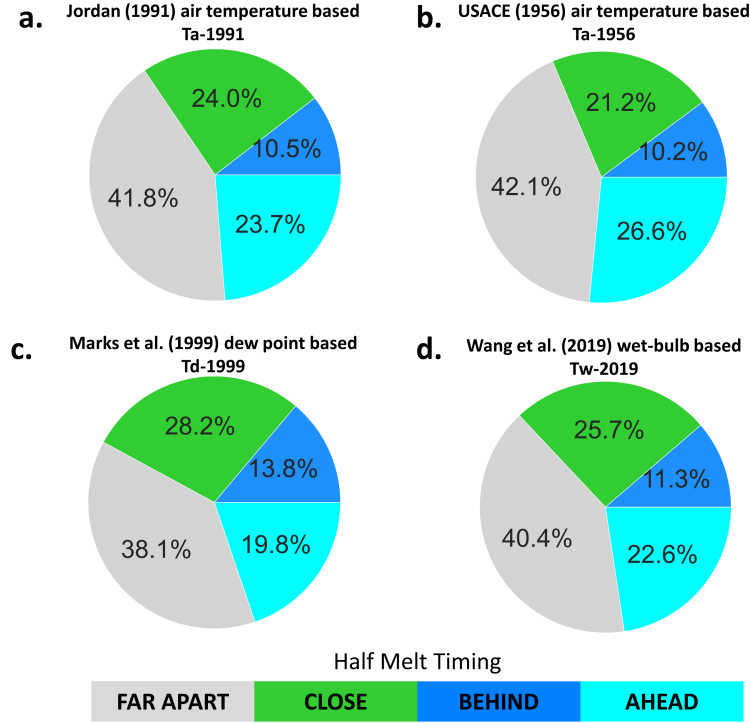 a.
Jordan (1991) air temperature based
Ta-1991
24.0%
10.5%
41.8%
23.7%
b.
USACE (1956) air temperature based
Ta-1956
21.2%
10.2%
42.1%
26.6%
c.
Marks et al. (1999) dew point based
Td-1999
28.2%
13.8%
38.1%
19.8%
d.
Wang et al. (2019) wet-bulb based
Tw-2019
25.7%
11.3%
40.4%
22.6%
Half Melt Timing
FAR APART CLOSE BEHIND AHEAD